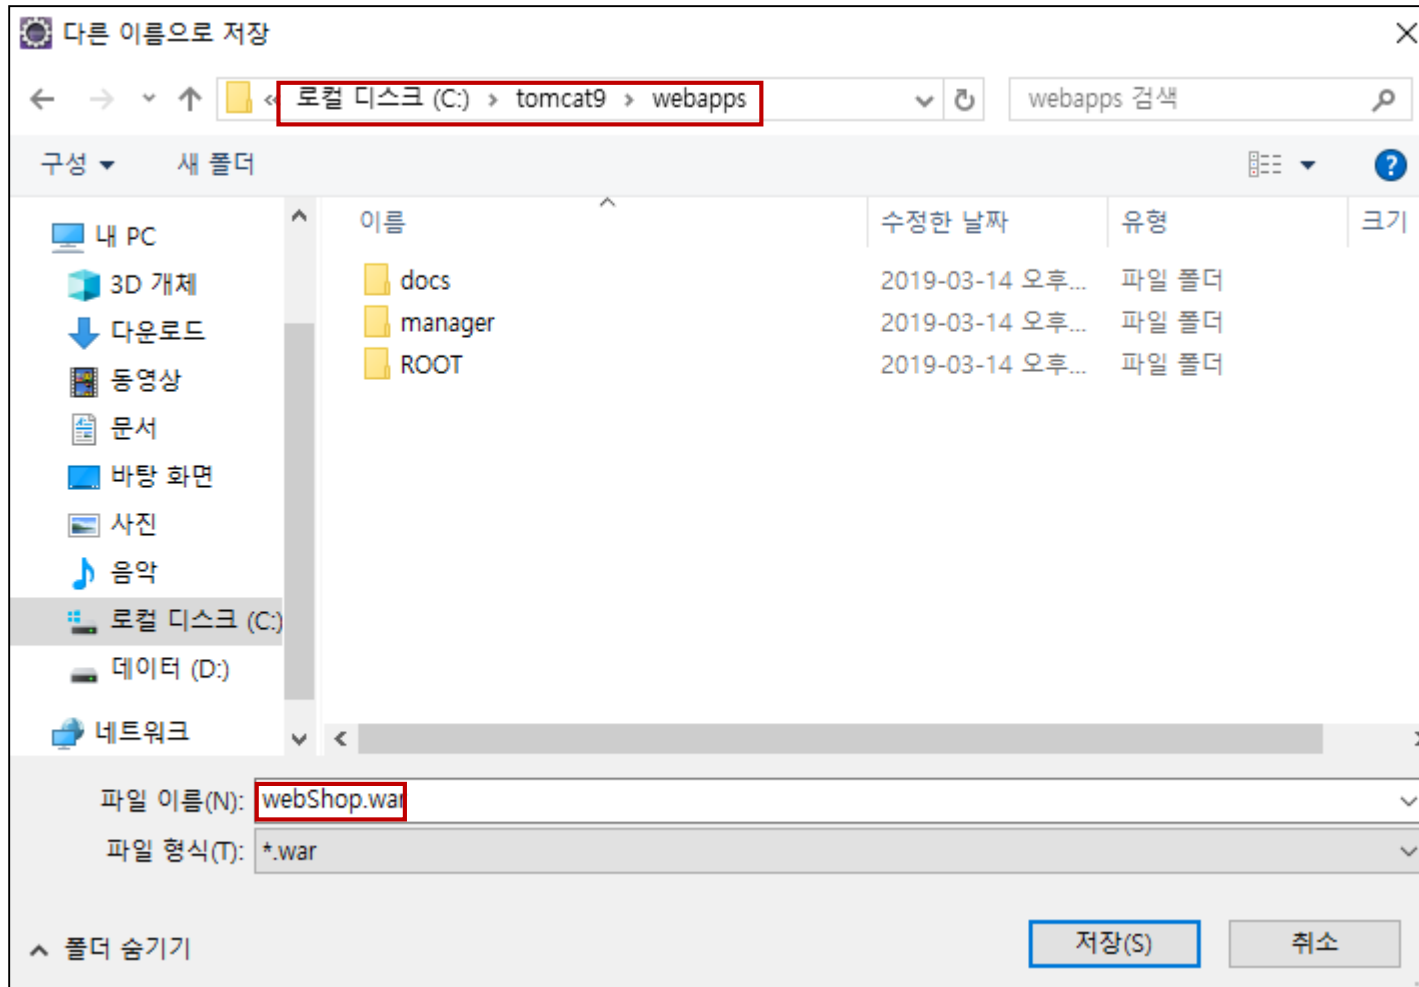 다른 이름으로 저장
« 로컬 디스크 (C:) › tomcat9 › webapps
webapps 검색
구성
새 폴더
내 PC
3D 개체
다운로드
동영상
문서
바탕 화면
사진
음악
로컬 디스크 (C:)
데이터 (D:)
네트워크
이름 수정한 날짜 유형 크기
docs 2019-03-14 오후... 파일 폴더
manager 2019-03-14 오후... 파일 폴더
ROOT 2019-03-14 오후... 파일 폴더
파일 이름(N): webShop.war
파일 형식(T): *.war
폴더 숨기기
저장(S)
취소